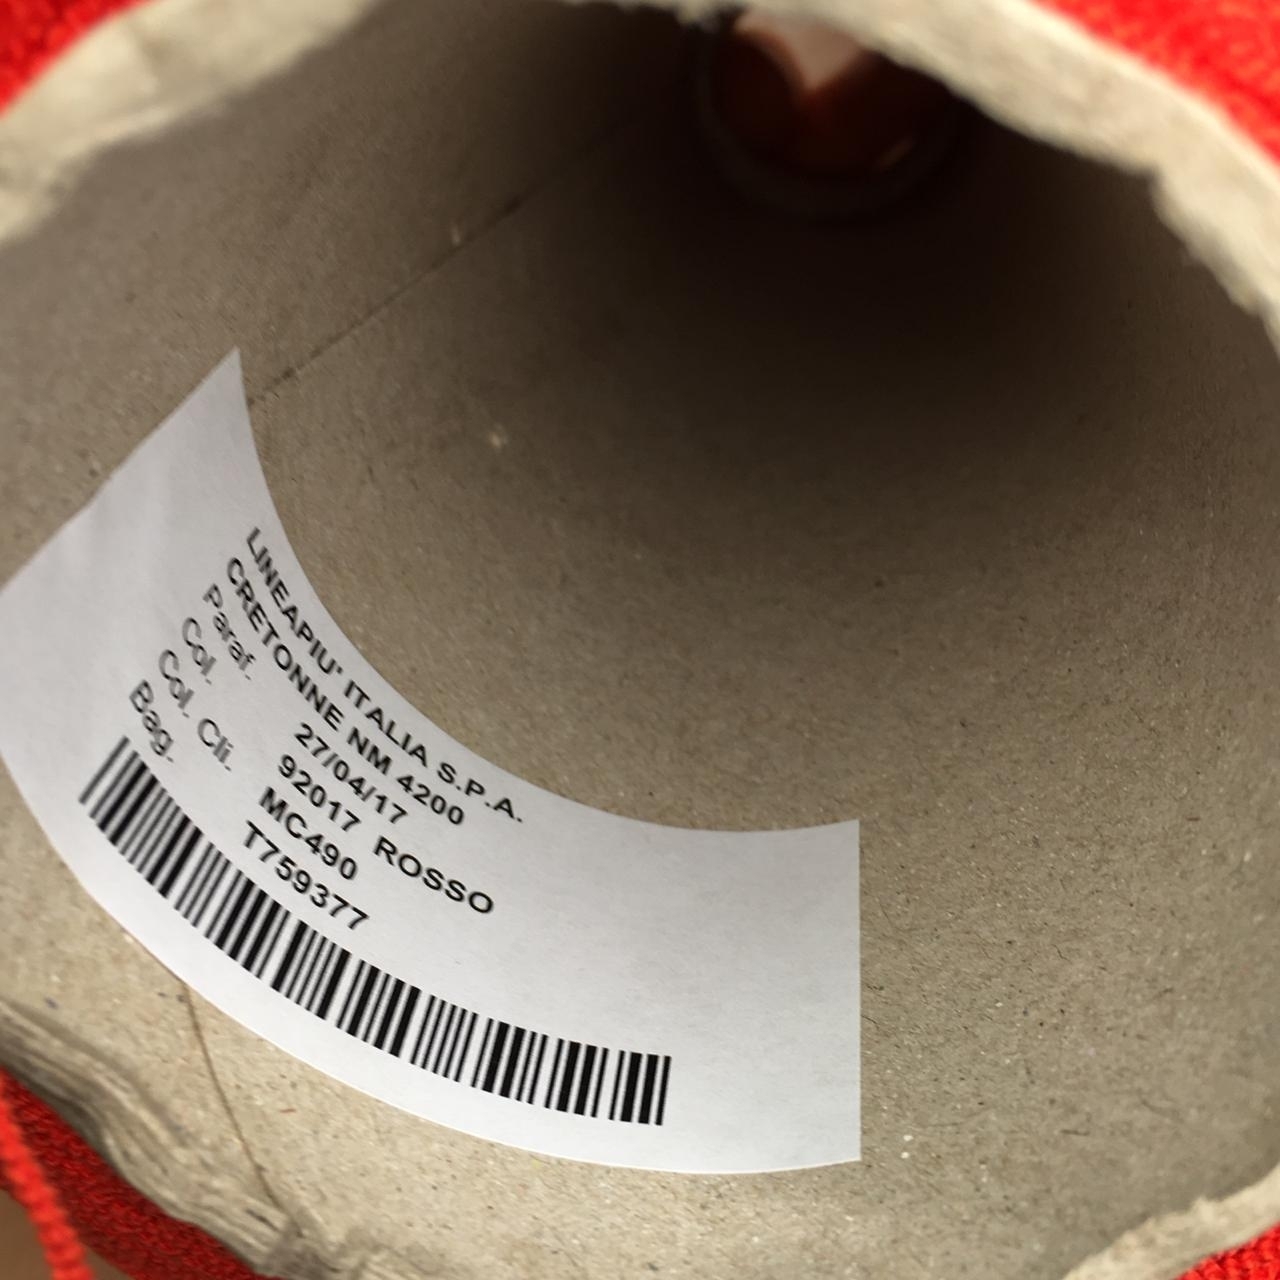 LINEAPIU' ITALIA S.P.A.
CRETONNE NM 4200
Paraf. 27/04/17
Col. 92017 ROSSO
Col. Cli. MC490
Bag. T759377